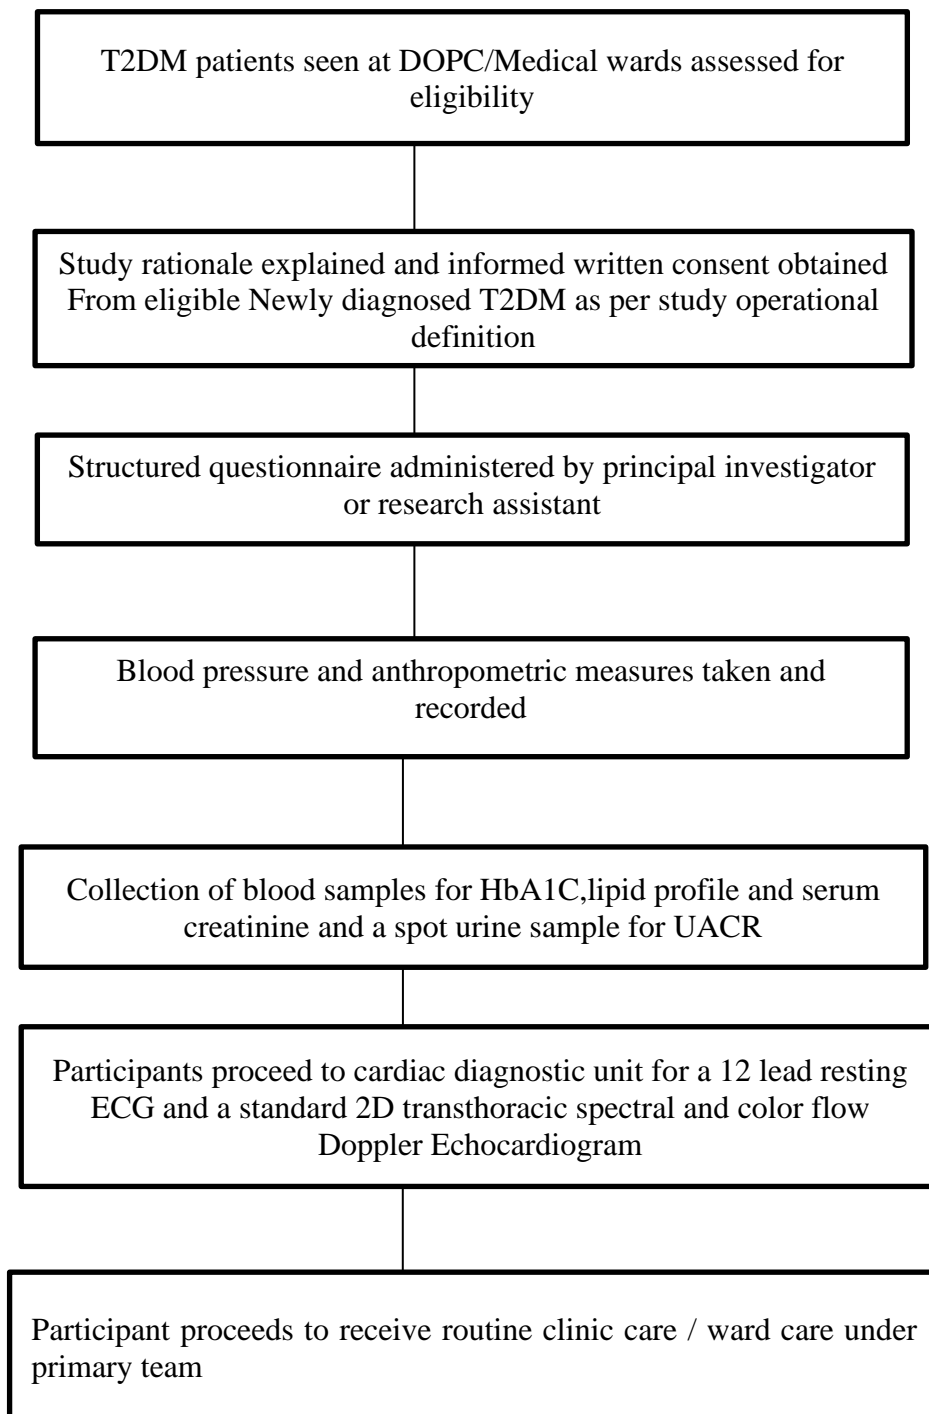 T2DM patients seen at DOPC/Medical wards assessed for
eligibility
Study rationale explained and informed written consent obtained
From eligible Newly diagnosed T2DM as per study operational
definition
Structured questionnaire administered by principal investigator
or research assistant
Blood pressure and anthropometric measures taken and
recorded
Collection of blood samples for HbA1C,lipid profile and serum
creatinine and a spot urine sample for UACR
Participants proceed to cardiac diagnostic unit for a 12 lead resting
ECG and a standard 2D transthoracic spectral and color flow
Doppler Echocardiogram
Participant proceeds to receive routine clinic care / ward care under
primary team